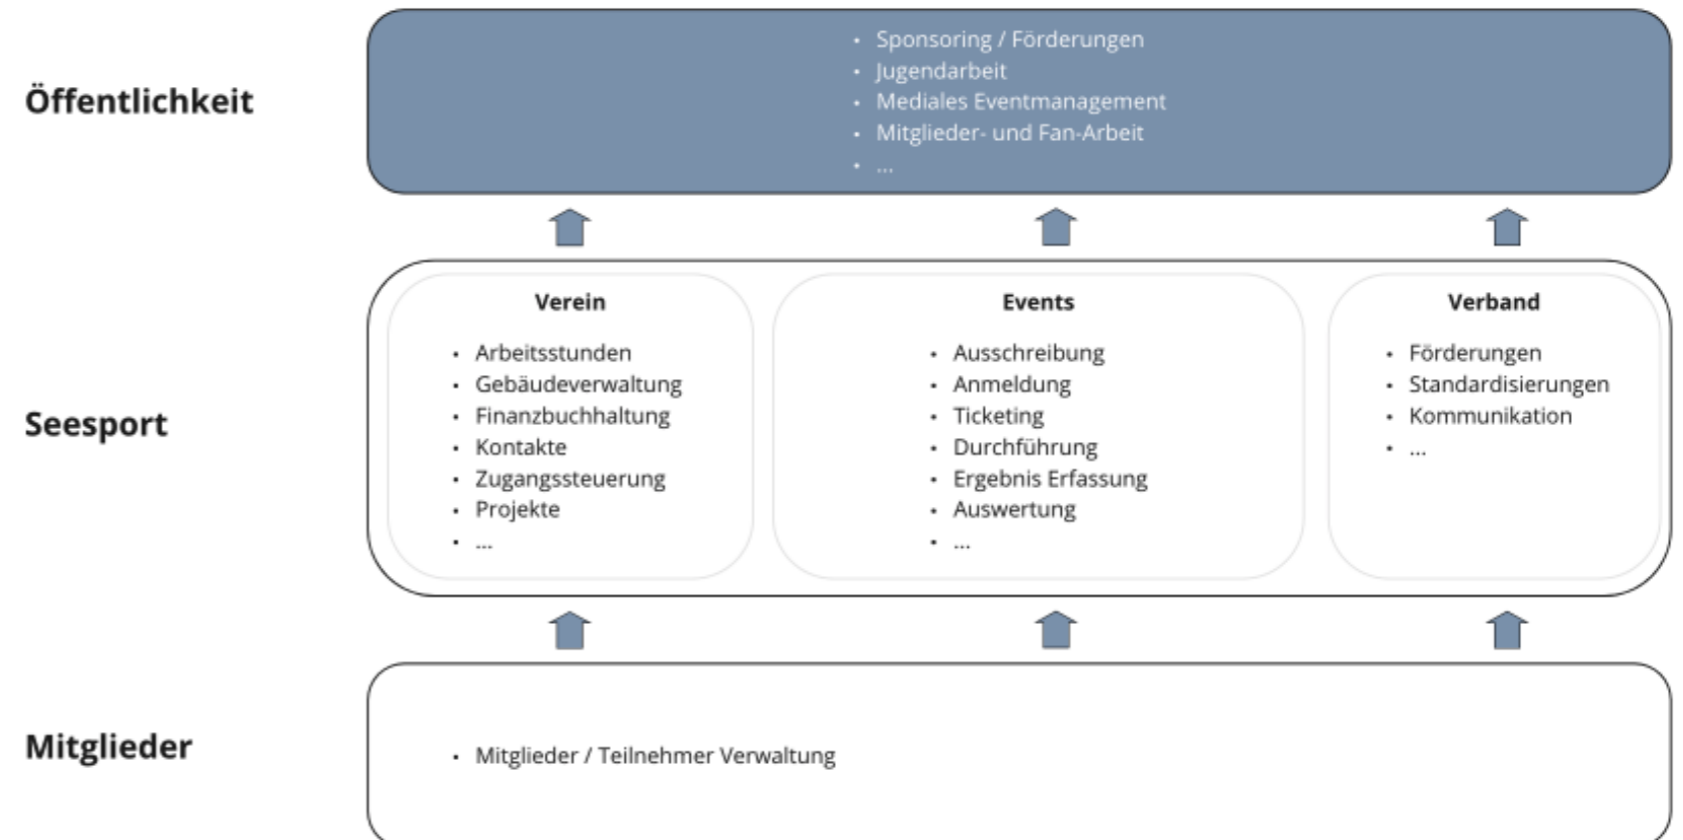 Öffentlichkeit
• Sponsoring / Förderungen
• Jugendarbeit
• Mediales Eventmanagement
• Mitglieder- und Fan-Arbeit
• ...
Seesport
Verein
• Arbeitsstunden
• Gebäudeverwaltung
• Finanzbuchhaltung
• Kontakte
• Zugangssteuerung
• Projekte
• ...
Events
• Ausschreibung
• Anmeldung
• Ticketing
• Durchführung
• Ergebnis Erfassung
• Auswertung
• ...
Verband
• Förderungen
• Standardisierungen
• Kommunikation
• ...
Mitglieder
• Mitglieder / Teilnehmer Verwaltung